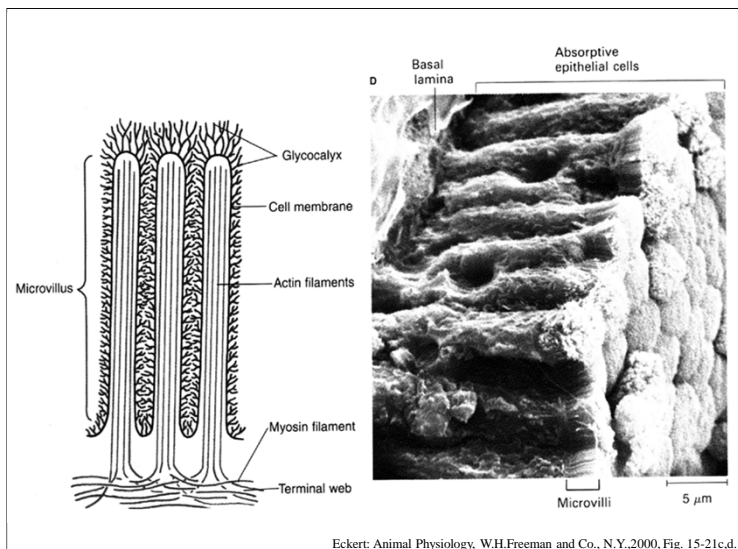 Glycocalyx
Cell membrane
Microvillus
Actin filaments
Myosin filament
Terminal web
D
Basal
lamina
Absorptive
epithelial cells
Microvilli
5 μm
Eckert: Animal Physiology, W.H.Freeman and Co., N.Y.,2000, Fig. 15-21c,d.